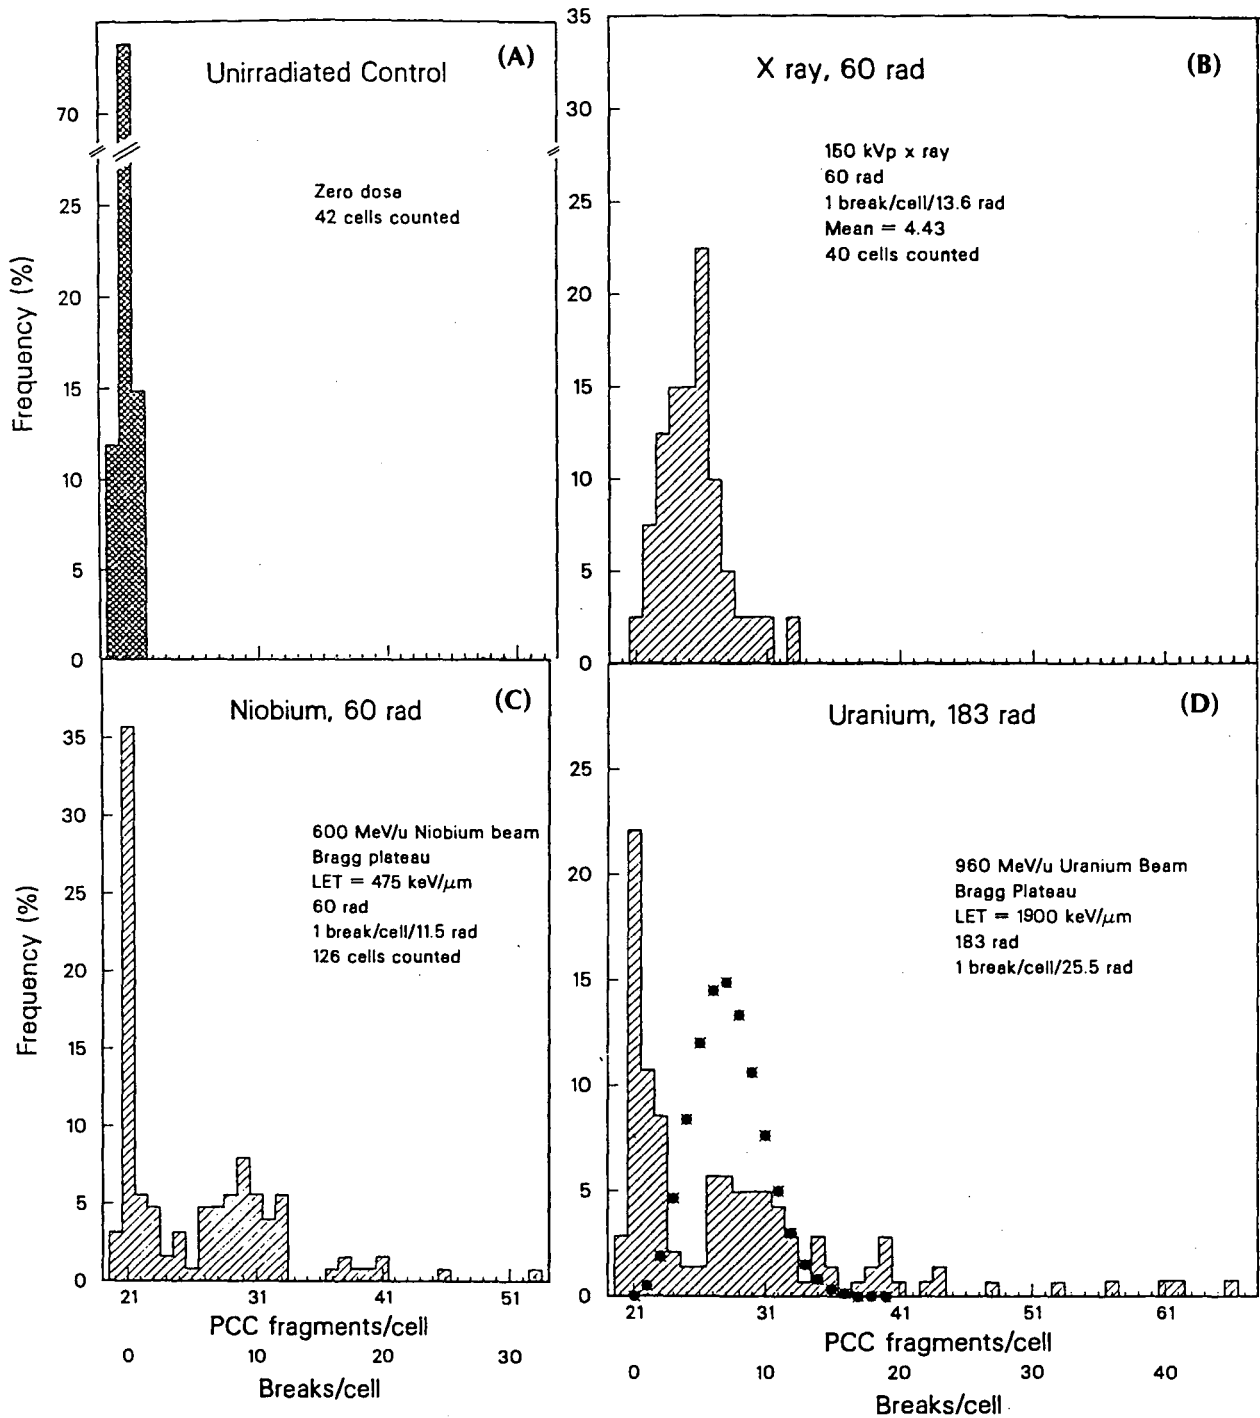 (A)
Unirradiated Control
Zero dose
42 cells counted
70
25
20
15
10
5
0
Frequency (%)
(B)
X ray, 60 rad
150 kVp x ray
60 rad
1 break/cell/13.6 rad
Mean = 4.43
40 cells counted
35
30
25
20
15
10
5
0
(C)
Niobium, 60 rad
600 MeV/u Niobium beam
Bragg plateau
LET = 475 keV/μm
60 rad
1 break/cell/11.5 rad
126 cells counted
35
30
25
20
15
10
5
0
Frequency (%)
21 31 41 51
PCC fragments/cell
0 10 20 30
Breaks/cell
(D)
Uranium, 183 rad
960 MeV/u Uranium Beam
Bragg Plateau
LET = 1900 keV/μm
183 rad
1 break/cell/25.5 rad
25
20
15
10
5
0
21 31 41 51 61
PCC fragments/cell
0 10 20 30 40
Breaks/cell